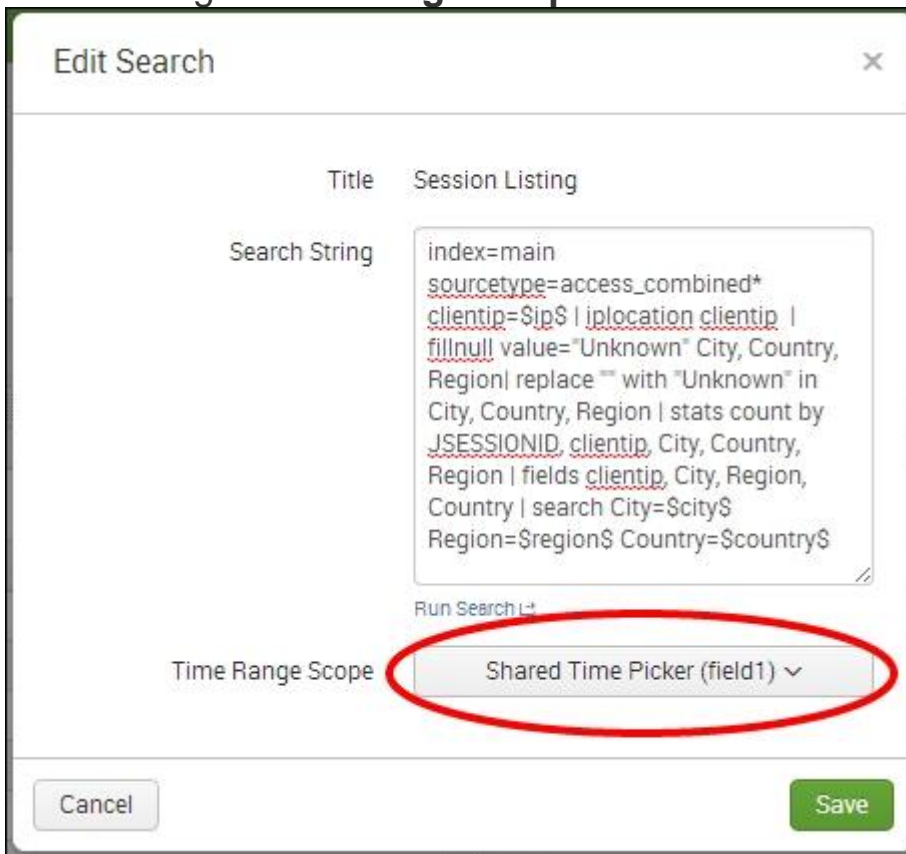 Edit Search ×
Title Session Listing
Search String
index=main
sourcetype=access_combined*
clientip=$ip$ | iplocation clientip |
fillnull value="Unknown" City, Country,
Region| replace "" with "Unknown" in
City, Country, Region | stats count by
JSESSIONID, clientip, City, Country,
Region | fields clientip, City, Region,
Country | search City=$city$
Region=$region$ Country=$country$
Run Search
Time Range Scope Shared Time Picker (field1)
Cancel Save